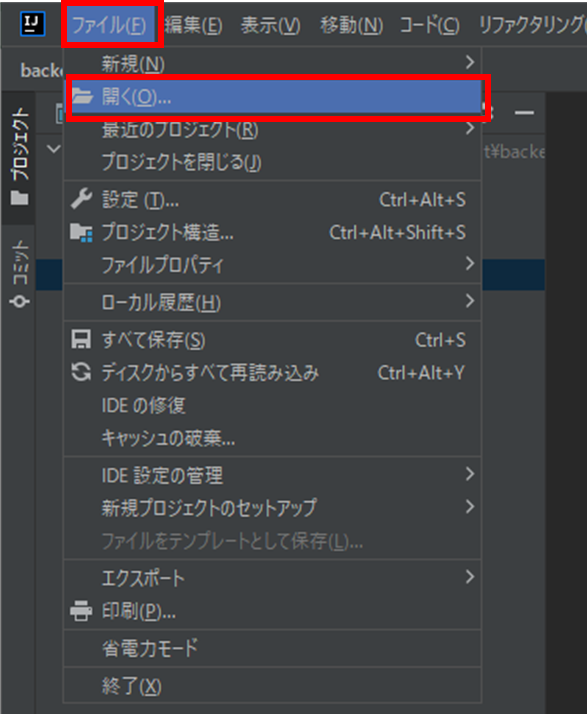 IJ
ファイル(F) 編集(E) 表示(V) 移動(N) コード(C) リファクタリング(
backe
プロジェクト
コミット
新規(N)
開く(O)...
最近のプロジェクト(R)
t¥backe
プロジェクトを閉じる(J)
設定 (T)... Ctrl+Alt+S
プロジェクト構造... Ctrl+Alt+Shift+S
ファイルプロパティ
ローカル履歴(H)
すべて保存(S) Ctrl+S
ディスクからすべて再読み込み Ctrl+Alt+Y
IDE の修復
キャッシュの破棄...
IDE 設定の管理
新規プロジェクトのセットアップ
ファイルをテンプレートとして保存(L)...
エクスポート
印刷(P)...
省電力モード
終了(X)